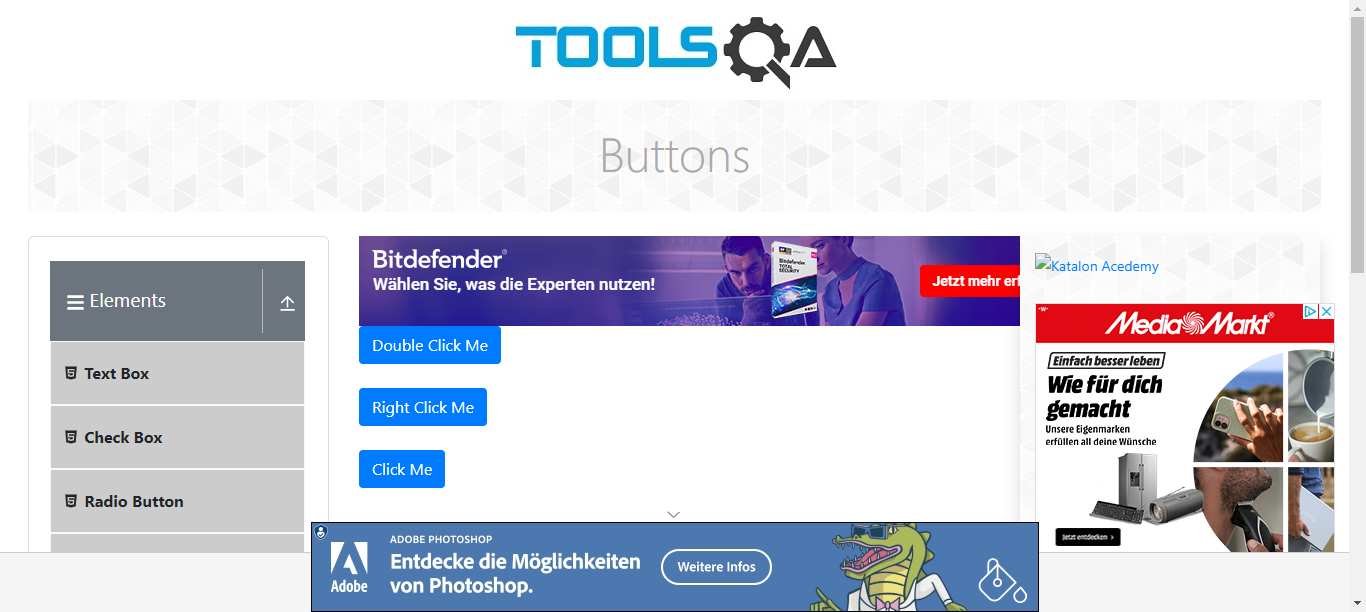 TOOLSQA
Buttons
Elements
Text Box
Check Box
Radio Button
Bitdefender®
Wählen Sie, was die Experten nutzen!
Jetzt mehr erf
Double Click Me
Right Click Me
Click Me
Katalon Acedemy
MediaMarkt®
Einfach besser leben
Wie für dich
gemacht
Unsere Eigenmarken
erfüllen all deine Wünsche
Jetzt entdecken >
Adobe
ADOBE PHOTOSHOP
Entdecke die Möglichkeiten
von Photoshop.
Weitere Infos